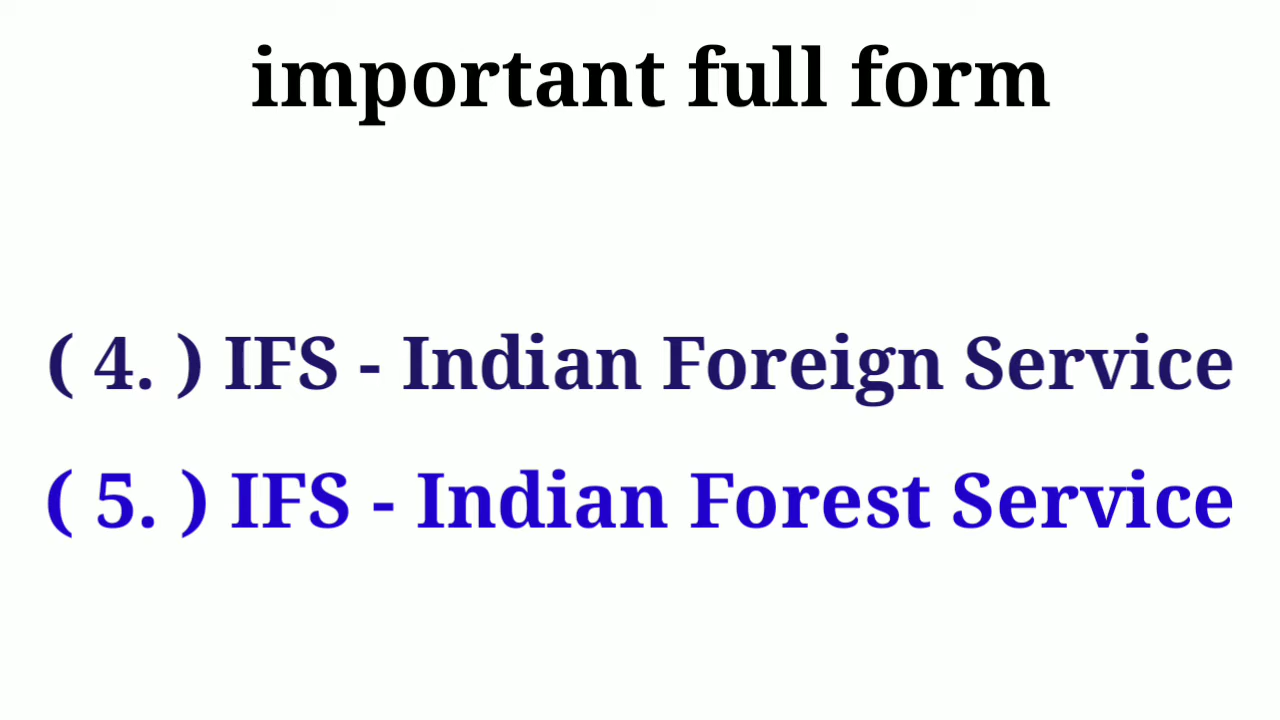 important full form
( 4. ) IFS - Indian Foreign Service
( 5. ) IFS - Indian Forest Service